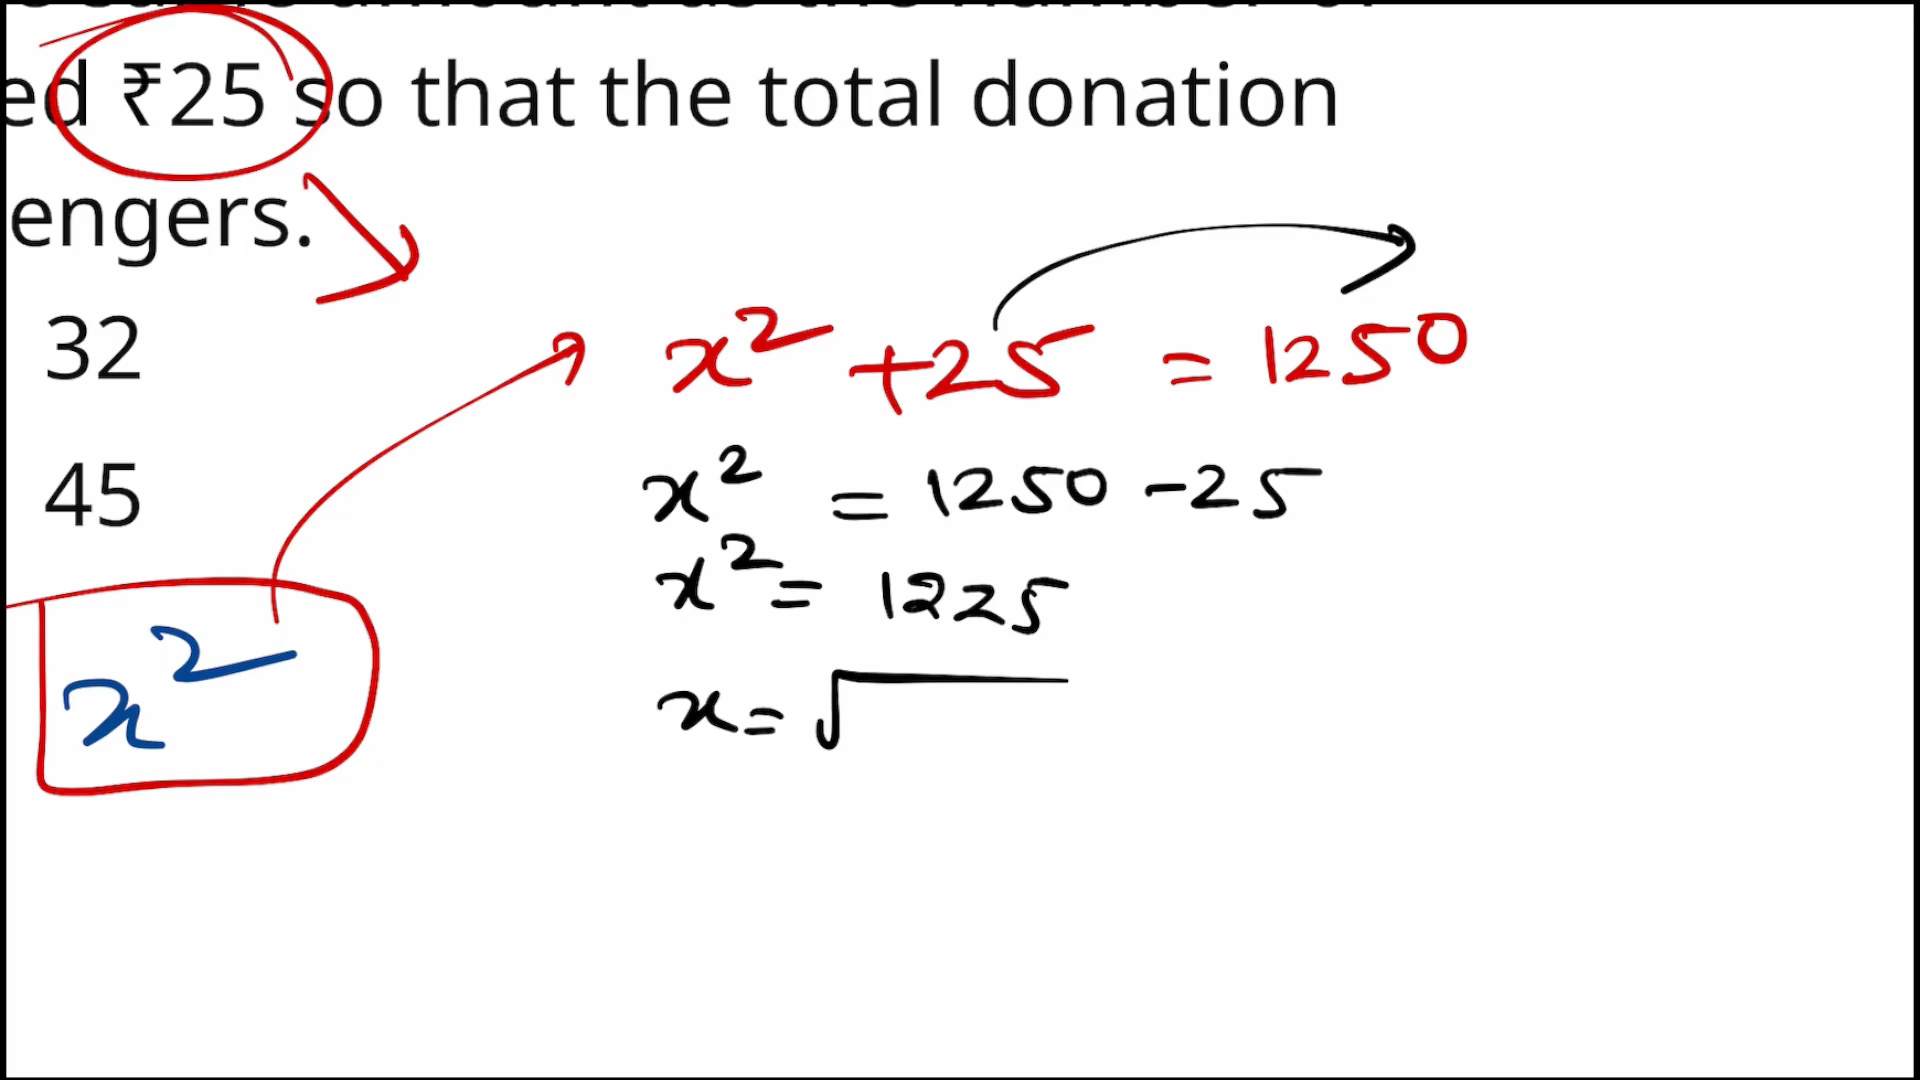 ed ₹25 so that the total donation
engers.
32
45
x²
x² +25 = 1250
x² = 1250 -25
x² = 1225
x = √